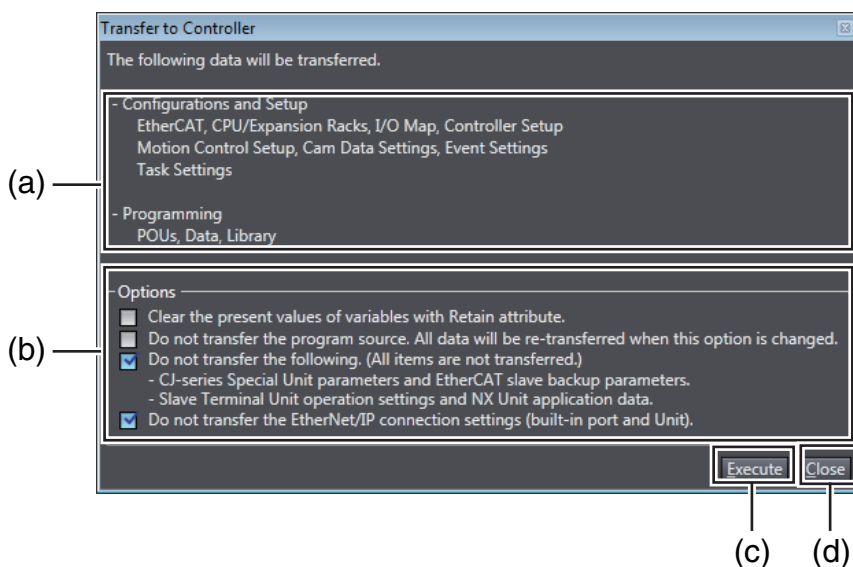 Transfer to Controller
The following data will be transferred.
- Configurations and Setup
EtherCAT, CPU/Expansion Racks, I/O Map, Controller Setup
Motion Control Setup, Cam Data Settings, Event Settings
Task Settings
(a)
- Programming
POUs, Data, Library
Options
Clear the present values of variables with Retain attribute.
Do not transfer the program source. All data will be re-transferred when this option is changed.
(b)
Do not transfer the following. (All items are not transferred.)
- CJ-series Special Unit parameters and EtherCAT slave backup parameters.
- Slave Terminal Unit operation settings and NX Unit application data.
Do not transfer the EtherNet/IP connection settings (built-in port and Unit).
Execute Close
(c) (d)